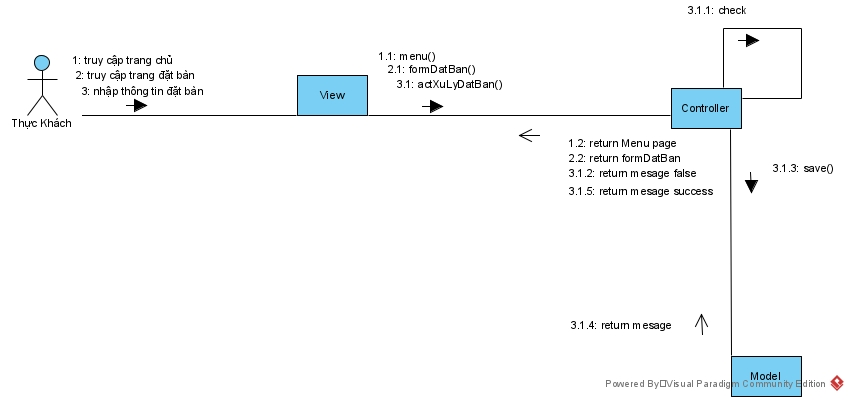 3.1.1: check
1: truy cập trang chủ
2: truy cập trang đặt bàn
3: nhập thông tin đặt bàn
Thực Khách
View
1.1: menu()
2.1: formDatBan()
3.1: actXuLyDatBan()
Controller
1.2: return Menu page
2.2: return formDatBan
3.1.2: return mesage false
3.1.5: return mesage success
3.1.3: save()
3.1.4: return mesage
Model
Powered By Visual Paradigm Community Edition